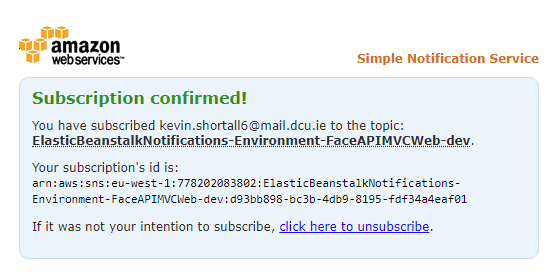 amazon
web services™
Simple Notification Service
Subscription confirmed!
You have subscribed kevin.shortall6@mail.dcu.ie to the topic:
ElasticBeanstalkNotifications-Environment-FaceAPIMVCWeb-dev.
Your subscription's id is:
arn:aws:sns:eu-west-1:778202083802:ElasticBeanstalkNotifications-
Environment-FaceAPIMVCWeb-dev:d93bb898-bc3b-4db9-8195-fdf34a4eaf01
If it was not your intention to subscribe, click here to unsubscribe.